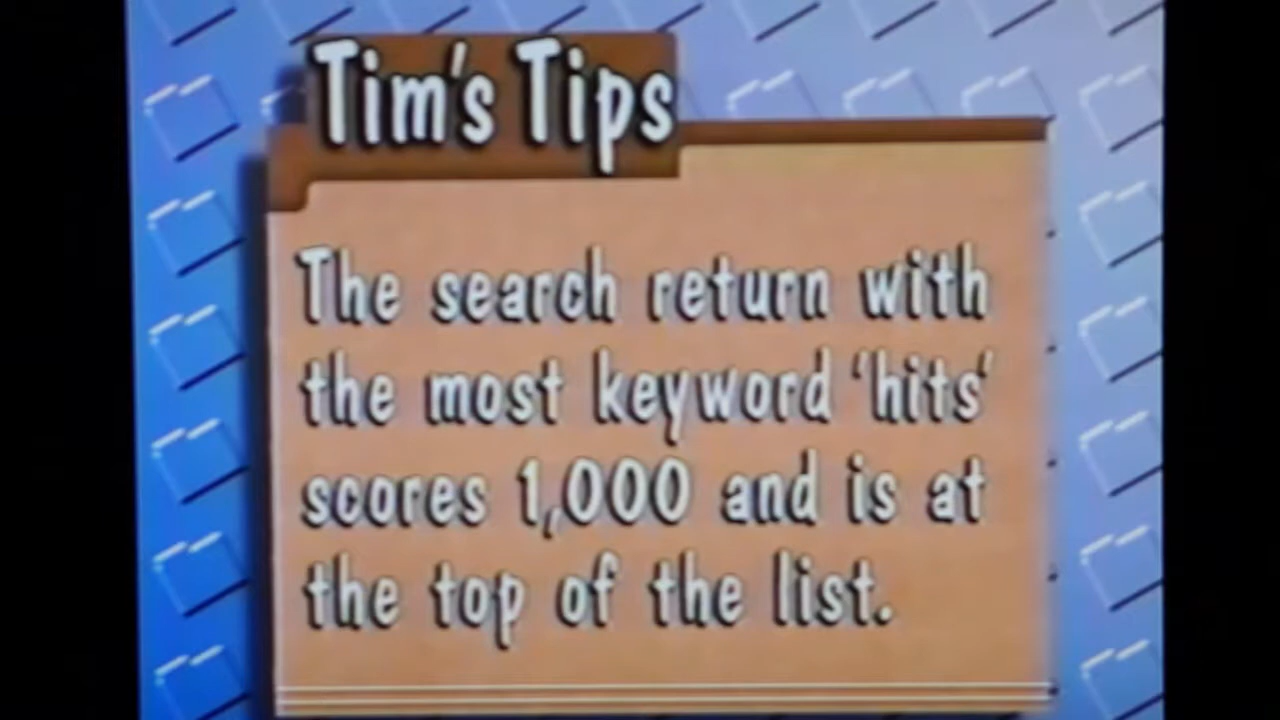 Tim's Tips
The search return with
the most keyword 'hits'
scores 1,000 and is at
the top of the list.